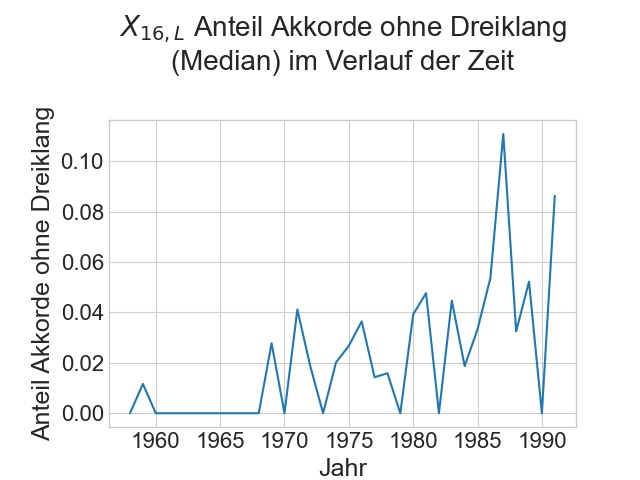 X16, L Anteil Akkorde ohne Dreiklang
(Median) im Verlauf der Zeit
Anteil Akkorde ohne Dreiklang
0.10
0.08
0.06
0.04
0.02
0.00
1960 1965 1970 1975 1980 1985 1990
Jahr